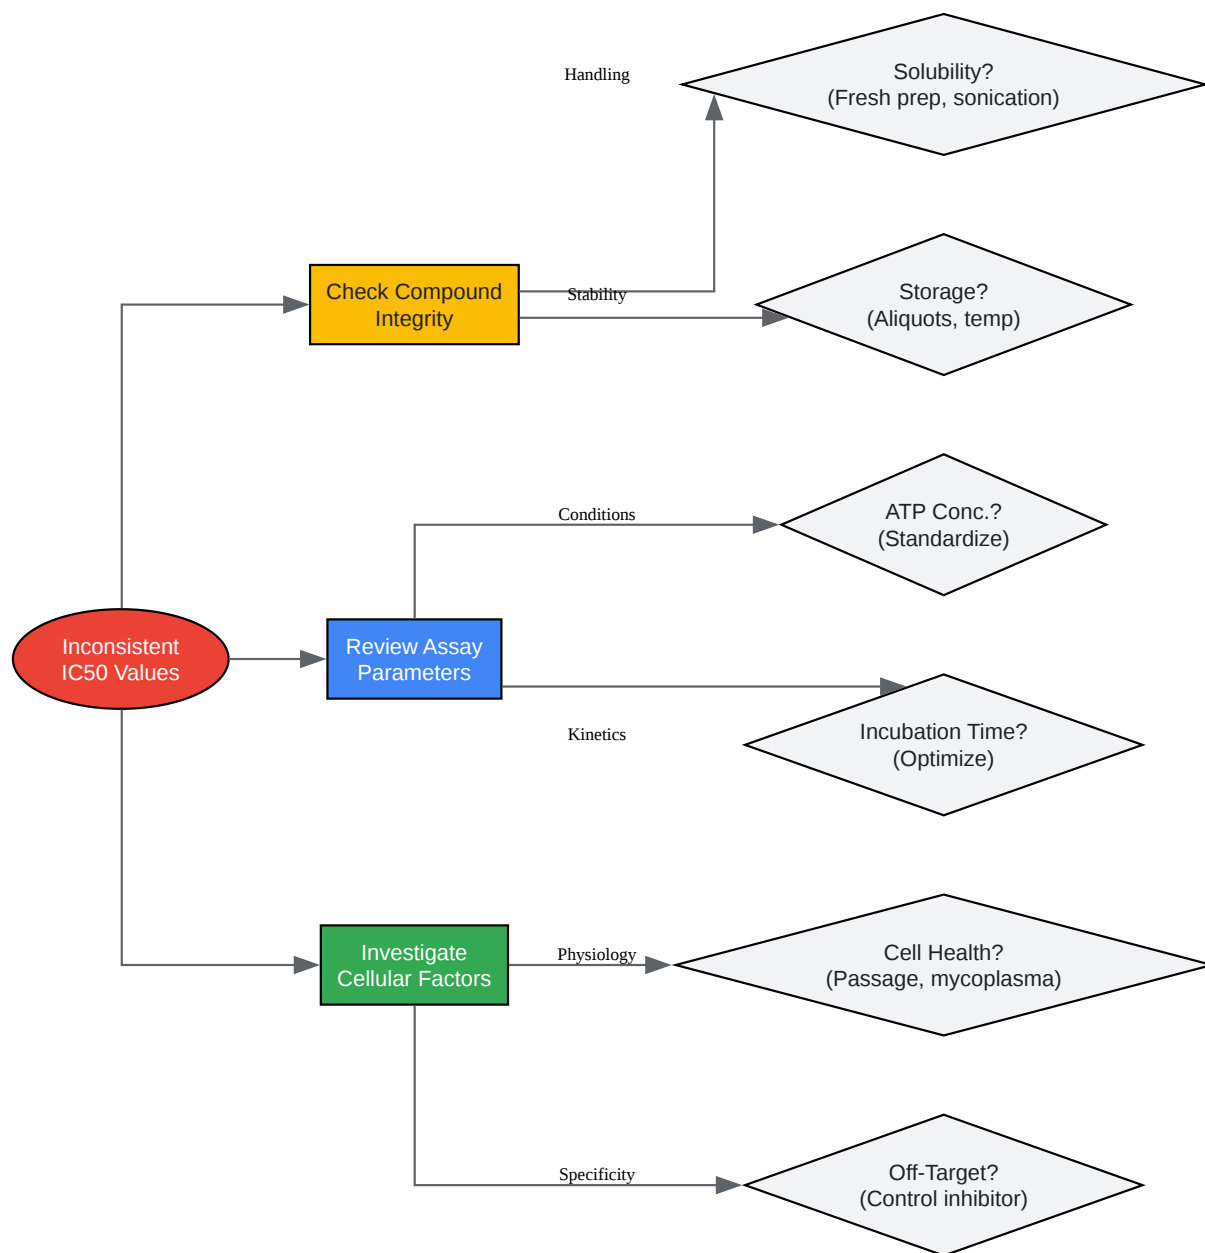 Handling
Solubility?
(Fresh prep, sonication)
Check Compound
Integrity
Stability
Storage?
(Aliquots, temp)
Conditions
ATP Conc.?
(Standardize)
Inconsistent
IC50 Values
Review Assay
Parameters
Kinetics
Incubation Time?
(Optimize)
Investigate
Cellular Factors
Physiology
Cell Health?
(Passage, mycoplasma)
Specificity
Off-Target?
(Control inhibitor)